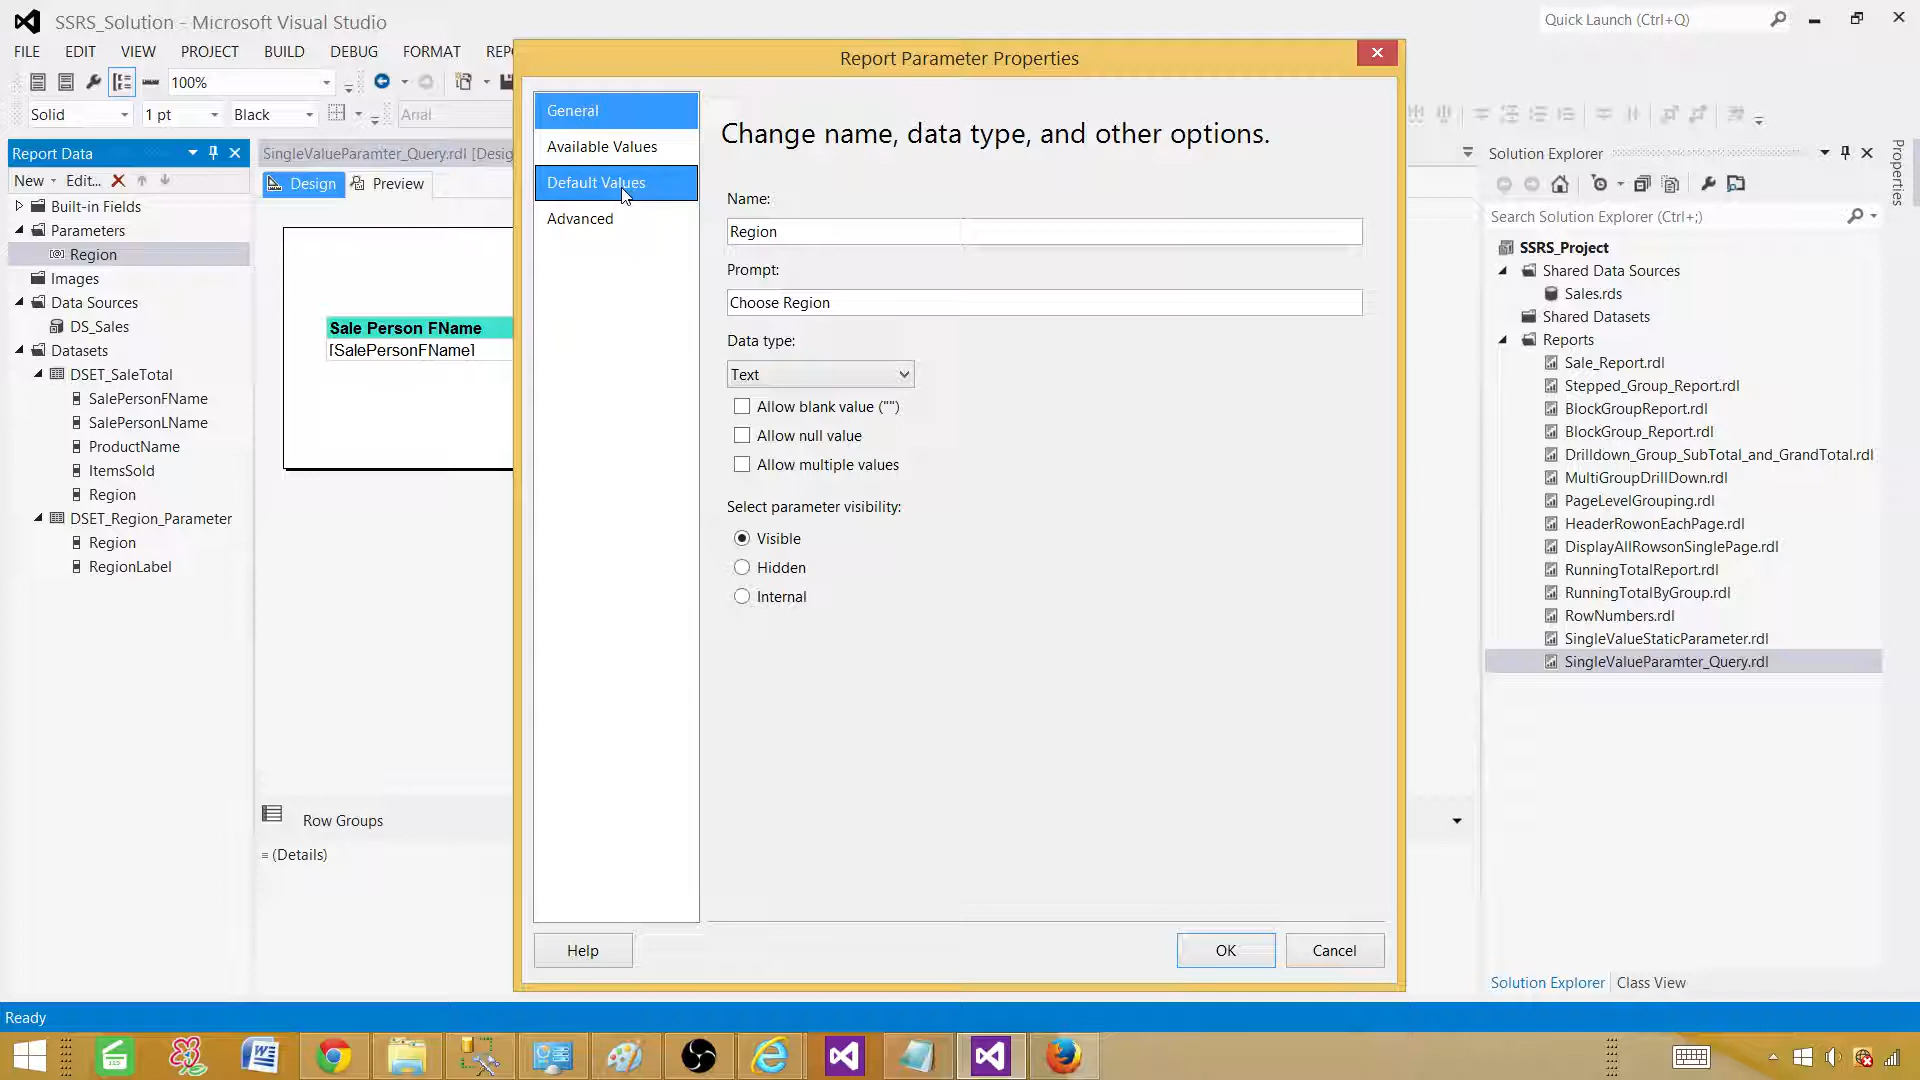 SSRS_Solution - Microsoft Visual Studio
Quick Launch (Ctrl+Q)
FILE EDIT VIEW PROJECT BUILD DEBUG FORMAT REPO
100%
Solid 1 pt Black Arial
Report Data
New Edit...
Built-in Fields
Parameters
Region
Images
Data Sources
DS_Sales
Datasets
DSET_SaleTotal
SalePersonFName
SalePersonLName
ProductName
ItemsSold
Region
DSET_Region_Parameter
Region
RegionLabel
SingleValueParamter_Query.rdl [Desig
Design Preview
Sale Person FName
[SalePersonFName]
Row Groups
(Details)
Report Parameter Properties
General
Available Values
Default Values
Advanced
Change name, data type, and other options.
Name:
Region
Prompt:
Choose Region
Data type:
Text
Allow blank value ("")
Allow null value
Allow multiple values
Select parameter visibility:
Visible
Hidden
Internal
Help OK Cancel
Solution Explorer
Search Solution Explorer (Ctrl+;)
SSRS_Project
Shared Data Sources
Sales.rds
Shared Datasets
Reports
Sale_Report.rdl
Stepped_Group_Report.rdl
BlockGroupReport.rdl
BlockGroup_Report.rdl
Drilldown_Group_SubTotal_and_GrandTotal.rdl
MultiGroupDrillDown.rdl
PageLevelGrouping.rdl
HeaderRowonEachPage.rdl
DisplayAllRowsonSinglePage.rdl
RunningTotalReport.rdl
RunningTotalByGroup.rdl
RowNumbers.rdl
SingleValueStaticParameter.rdl
SingleValueParamter_Query.rdl
Solution Explorer Class View
Properties
Ready